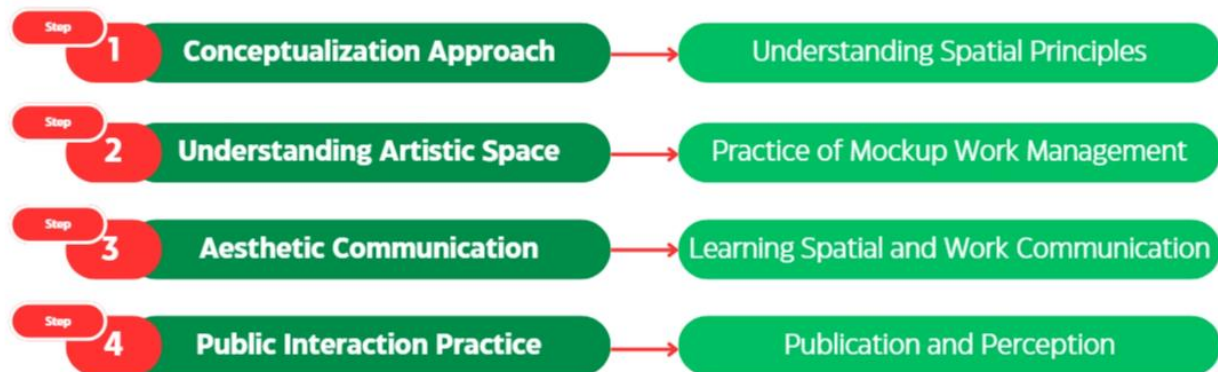 Step
1 Conceptualization Approach Understanding Spatial Principles
Step
2 Understanding Artistic Space Practice of Mockup Work Management
Step
3 Aesthetic Communication Learning Spatial and Work Communication
Step
4 Public Interaction Practice Publication and Perception